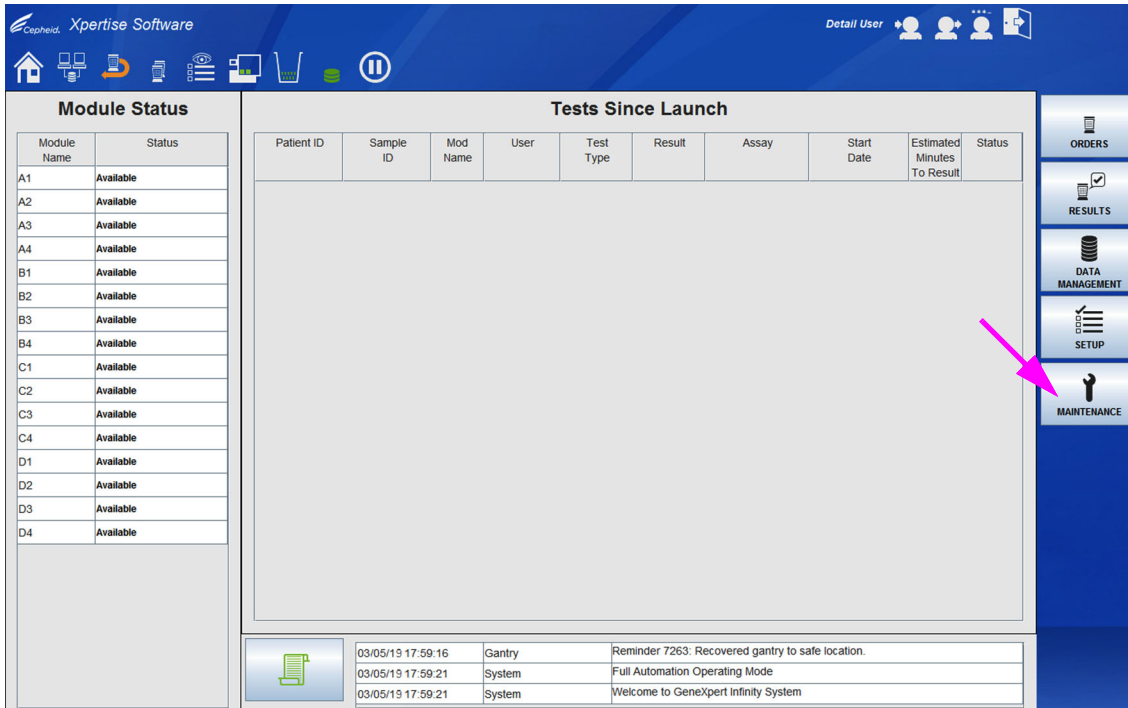 Cepheid. Xpertise Software
Detail User
Module Status
Module Name Status
A1 Available
A2 Available
A3 Available
A4 Available
B1 Available
B2 Available
B3 Available
B4 Available
C1 Available
C2 Available
C3 Available
C4 Available
D1 Available
D2 Available
D3 Available
D4 Available
Tests Since Launch
Patient ID Sample ID Mod Name User Test Type Result Assay Start Date Estimated Minutes To Result Status
03/05/19 17:59:16 Gantry Reminder 7263: Recovered gantry to safe location.
03/05/19 17:59:21 System Full Automation Operating Mode
03/05/19 17:59:21 System Welcome to GeneXpert Infinity System
ORDERS
RESULTS
DATA
MANAGEMENT
SETUP
MAINTENANCE